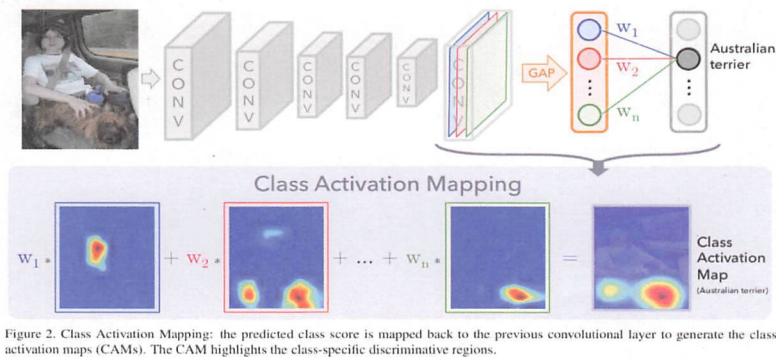 CONV
CONV
CONV
CONV
CONV
CONV
GAP
w1
w2
wn
Australian
terrier
Class Activation Mapping
w1 * + w2 * + ... + wn * =
Class
Activation
Map
(Australian terrier)
Figure 2. Class Activation Mapping: the predicted class score is mapped back to the previous convolutional layer to generate the class
activation maps (CAMs). The CAM highlights the class-specific discriminative regions.